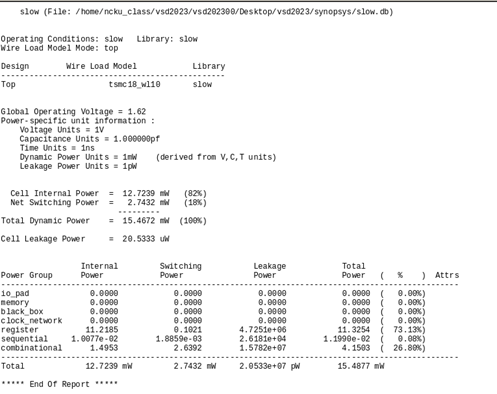 slow (File: /home/ncku_class/vsd2023/vsd202300/Desktop/vsd2023/synopsys/slow.db)
Operating Conditions: slow   Library: slow
Wire Load Model Mode: top
Design        Wire Load Model            Library
------------------------------------------------
Top                    tsmc18_wl10       slow
Global Operating Voltage = 1.62
Power-specific unit information :
    Voltage Units = 1V
    Capacitance Units = 1.000000pf
    Time Units = 1ns
    Dynamic Power Units = 1mW    (derived from V,C,T units)
    Leakage Power Units = 1pW
  Cell Internal Power  =  12.7239 mW   (82%)
  Net Switching Power  =   2.7432 mW   (18%)
                         ---------
Total Dynamic Power    =  15.4672 mW  (100%)
Cell Leakage Power     =  20.5333 uW
                 Internal         Switching           Leakage            Total
Power Group      Power            Power               Power              Power   (   %    )  Attrs
--------------------------------------------------------------------------------------------------
io_pad             0.0000            0.0000            0.0000            0.0000  (   0.00%)
memory             0.0000            0.0000            0.0000            0.0000  (   0.00%)
black_box          0.0000            0.0000            0.0000            0.0000  (   0.00%)
clock_network      0.0000            0.0000            0.0000            0.0000  (   0.00%)
register          11.2185            0.1021        4.7251e+06           11.3254  (  73.13%)
sequential     1.0077e-02        1.8859e-03        2.6181e+04        1.1990e-02  (   0.08%)
combinational      1.4953            2.6392        1.5782e+07            4.1503  (  26.80%)
--------------------------------------------------------------------------------------------------
Total             12.7239 mW         2.7432 mW     2.0533e+07 pW        15.4877 mW
***** End Of Report *****